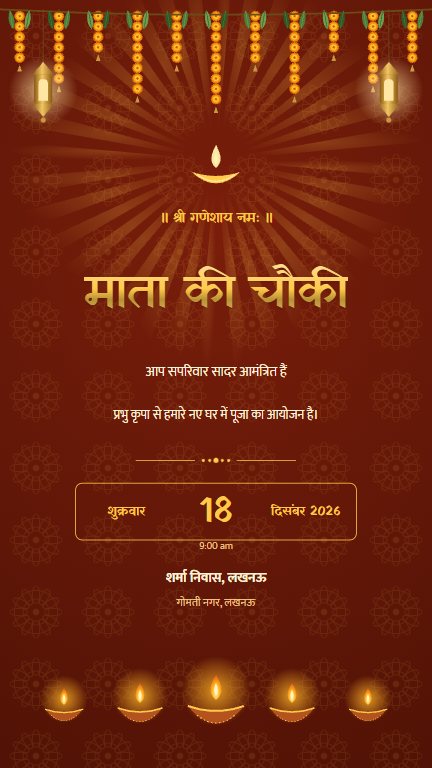 ॥ श्री गणेशाय नमः ॥
माता की चौकी
आप सपरिवार सादर आमंत्रित हैं
प्रभु कृपा से हमारे नए घर में पूजा का आयोजन है।
शुक्रवार 18 दिसंबर 2026
9:00 am
शर्मा निवास, लखनऊ
गोमती नगर, लखनऊ